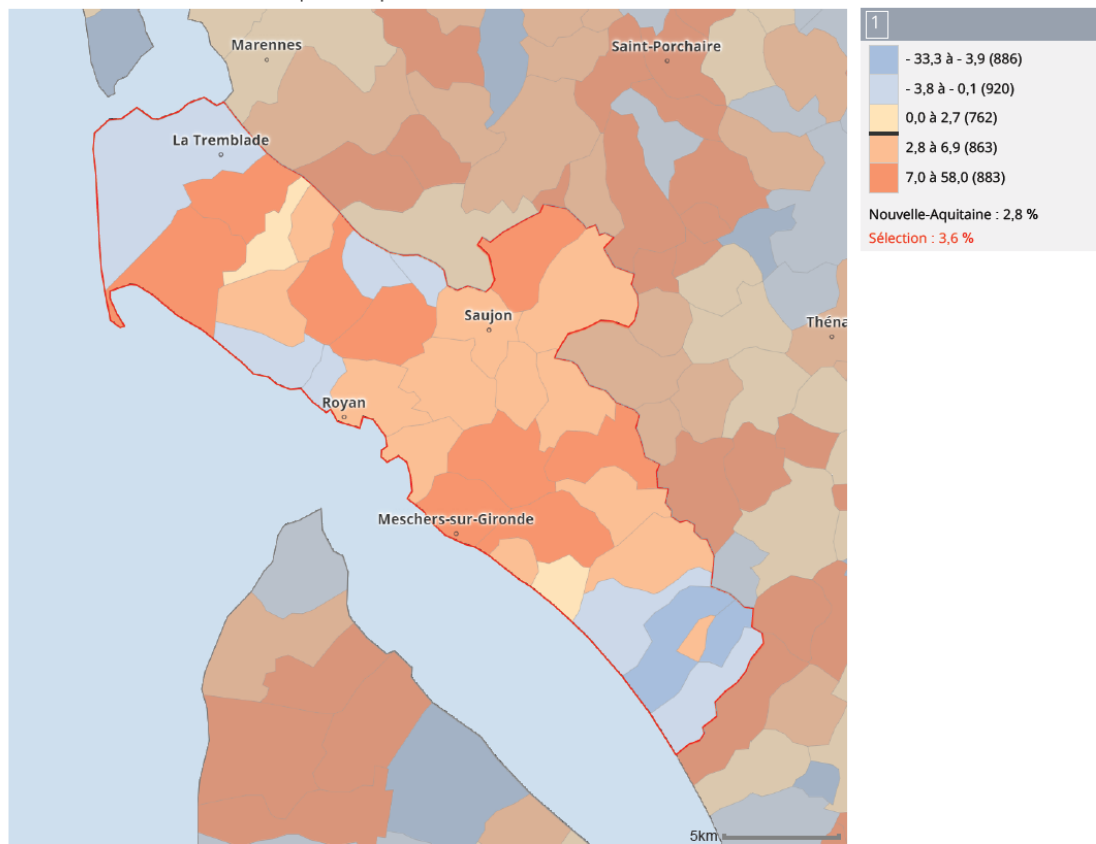 Marennes
Saint-Porchaire
La Tremblade
Saujon
Théna
Royan
Meschers-sur-Gironde
5km
1
- 33,3 à - 3,9 (886)
- 3,8 à - 0,1 (920)
0,0 à 2,7 (762)
2,8 à 6,9 (863)
7,0 à 58,0 (883)
Nouvelle-Aquitaine : 2,8 %
Sélection : 3,6 %